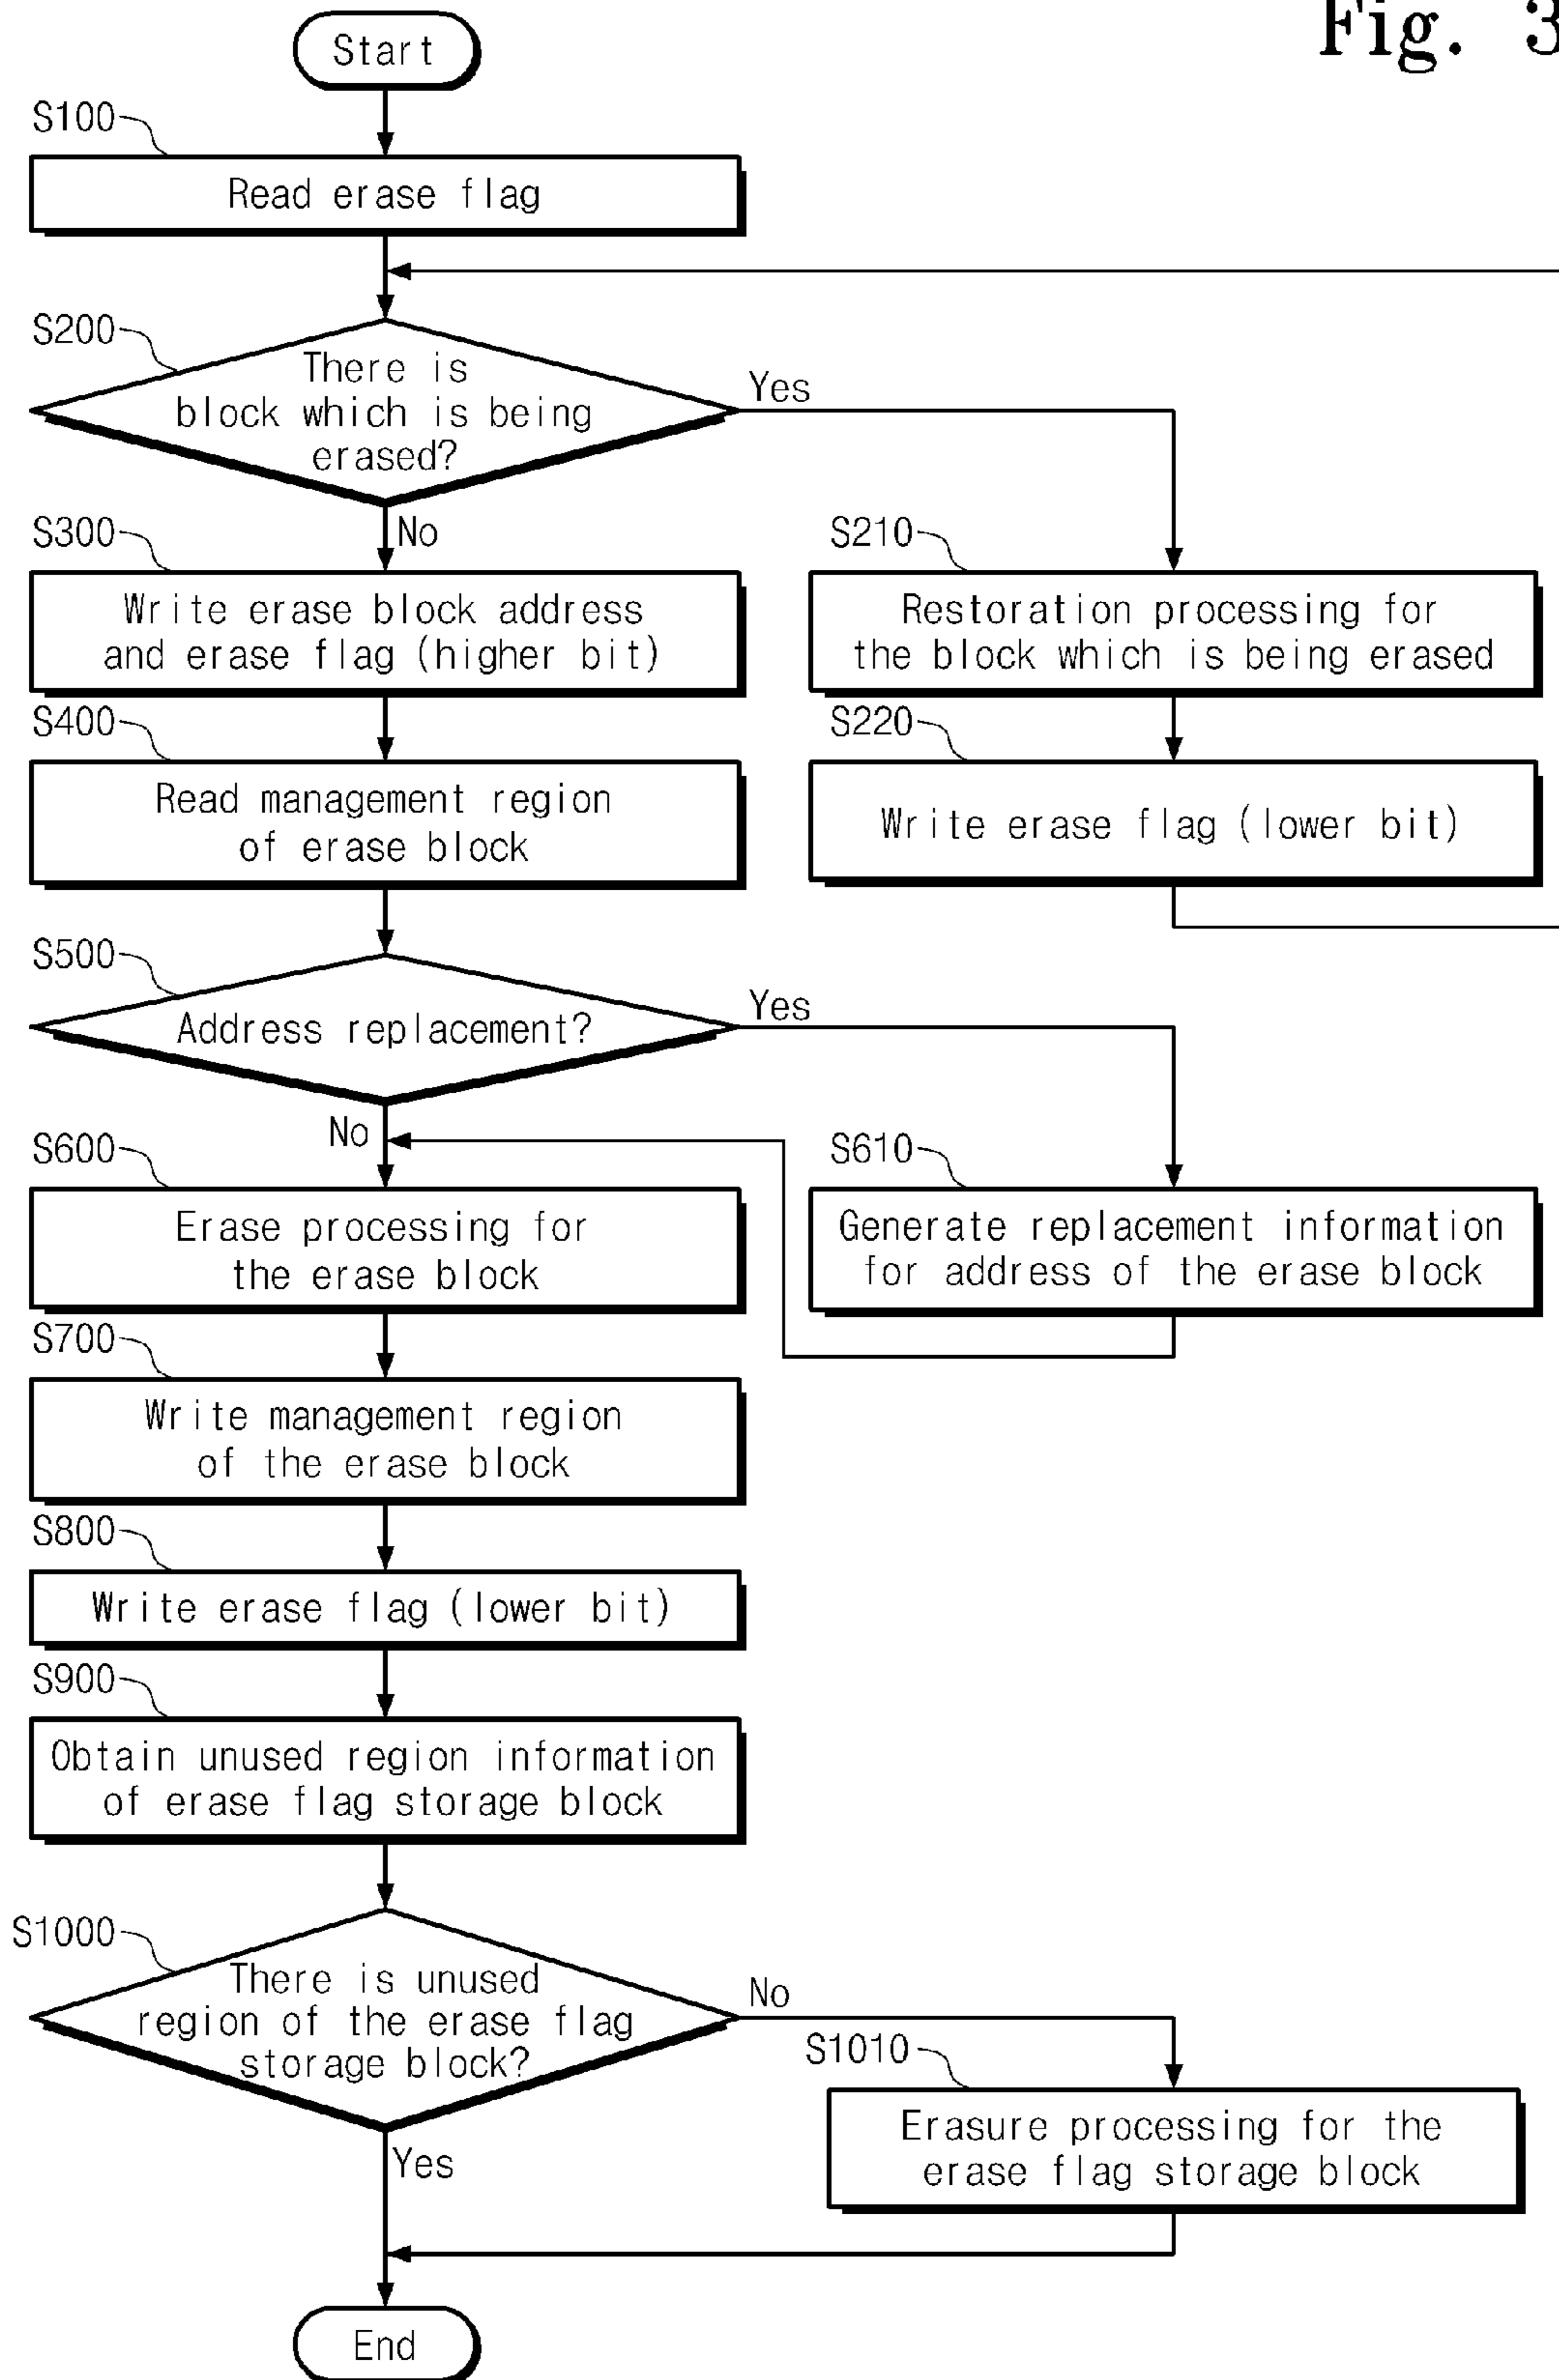 Fig. 3
Start
S100
Read erase flag
S200
There is
block which is being
erased?
Yes
No
S300
Write erase block address
and erase flag (higher bit)
S210
Restoration processing for
the block which is being erased
S400
Read management region
of erase block
S220
Write erase flag (lower bit)
S500
Address replacement?
Yes
No
S600
Erase processing for
the erase block
S610
Generate replacement information
for address of the erase block
S700
Write management region
of the erase block
S800
Write erase flag (lower bit)
S900
Obtain unused region information
of erase flag storage block
S1000
There is unused
region of the erase flag
storage block?
No
Yes
S1010
Erasure processing for the
erase flag storage block
End